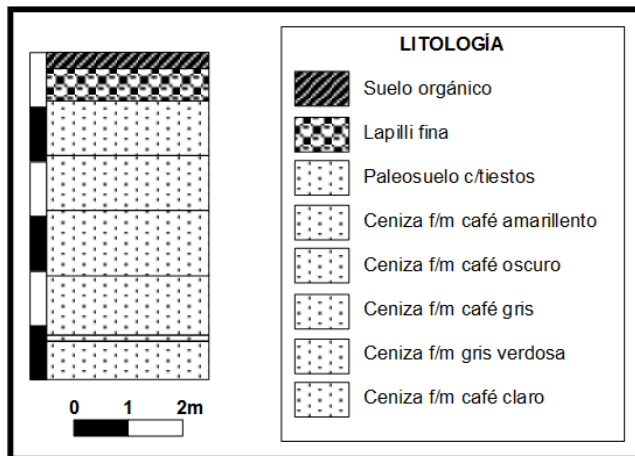 LITOLOGÍA
Suelo orgánico
Lapilli fina
Paleosuelo c/tiestos
Ceniza f/m café amarillento
Ceniza f/m café oscuro
Ceniza f/m café gris
Ceniza f/m gris verdosa
Ceniza f/m café claro
0 1 2m